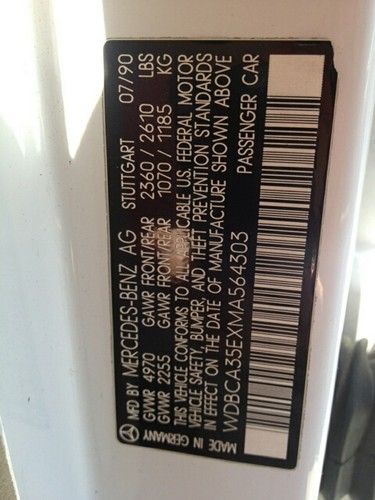 MFD BY MERCEDES-BENZ AG STUTTGART 07/90
GVWR 4970 GAWR FRONT/REAR 2360 / 2610 LBS
GVWR 2255 GAWR FRONT/REAR 1070 / 1185 KG
THIS VEHICLE CONFORMS TO ALL APPLICABLE U.S. FEDERAL MOTOR
VEHICLE SAFETY, BUMPER, AND THEFT PREVENTION STANDARDS
IN EFFECT ON THE DATE OF MANUFACTURE SHOWN ABOVE
WDBCA35EXMA564303 PASSENGER CAR
MADE IN GERMANY